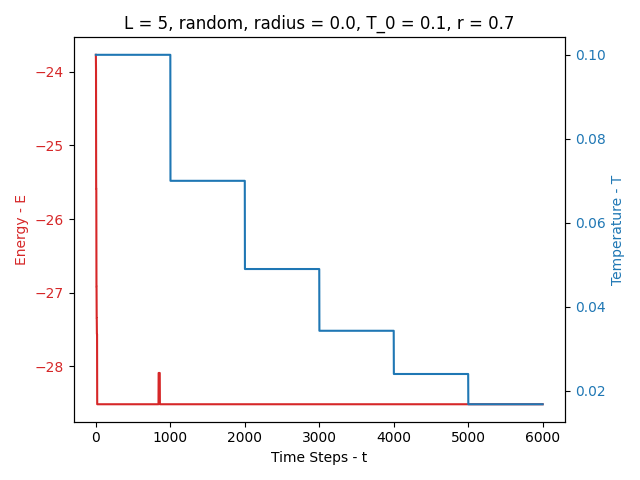 L = 5, random, radius = 0.0, T_0 = 0.1, r = 0.7
Energy - E
−24
−25
−26
−27
−28
0.10
0.08
0.06
0.04
0.02
Temperature - T
0 1000 2000 3000 4000 5000 6000
Time Steps - t